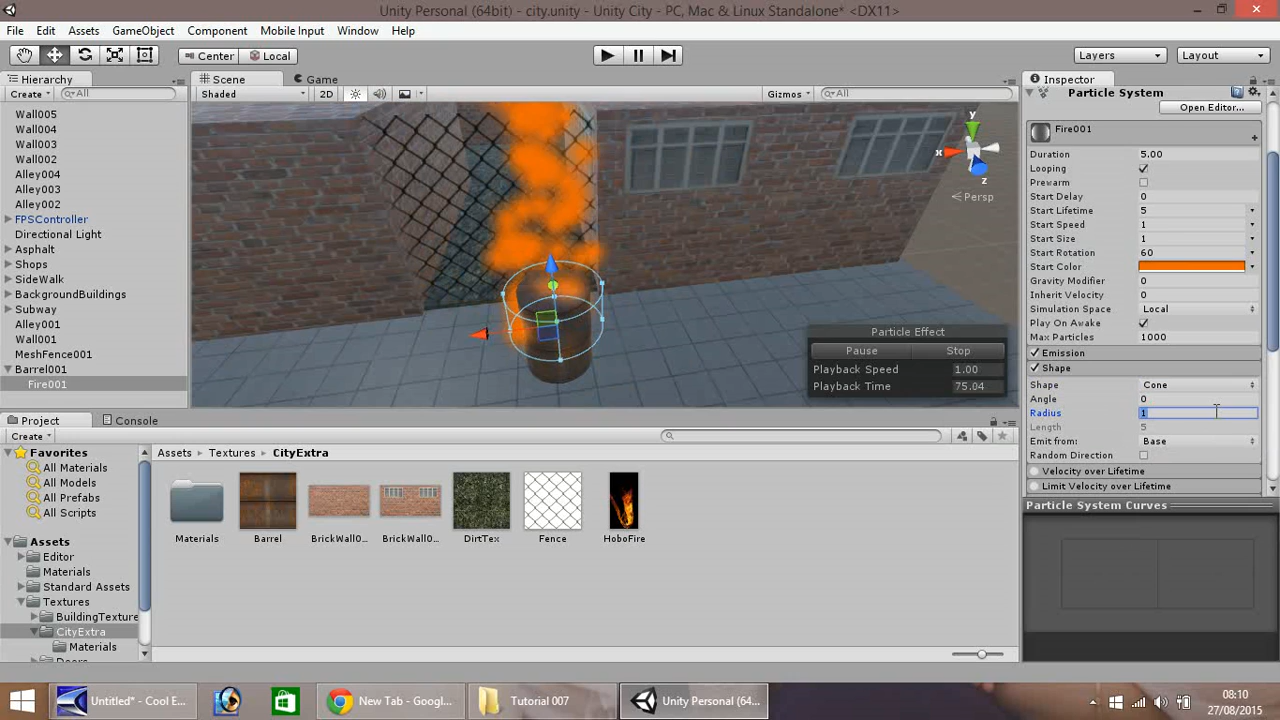 Unity Personal (64bit) - city.unity - Unity City - PC, Mac & Linux Standalone* <DX11>
File Edit Assets GameObject Component Mobile Input Window Help
Center Local Layers Layout
Hierarchy
Create All
Wall005
Wall004
Wall003
Wall002
Alley004
Alley003
Alley002
FPSController
Directional Light
Asphalt
Shops
SideWalk
BackgroundBuildings
Subway
Alley001
Wall001
MeshFence001
Barrel001
Fire001
Scene Game
Shaded 2D Gizmos All
y
x
z
Persp
Particle Effect
Pause Stop
Playback Speed 1.00
Playback Time 75.04
Inspector
Particle System
Open Editor...
Fire001
Duration 5.00
Looping
Prewarm
Start Delay 0
Start Lifetime 5
Start Speed 1
Start Size 1
Start Rotation 60
Start Color
Gravity Modifier 0
Inherit Velocity 0
Simulation Space Local
Play On Awake
Max Particles 1000
Emission
Shape
Shape Cone
Angle 0
Radius 1
Length 5
Emit from: Base
Random Direction
Velocity over Lifetime
Limit Velocity over Lifetime
Particle System Curves
Project Console
Create
Favorites
All Materials
All Models
All Prefabs
All Scripts
Assets
Editor
Materials
Standard Assets
Textures
BuildingTexture
CityExtra
Materials
Assets Textures CityExtra
Materials Barrel BrickWall0... BrickWall0... DirtTex Fence HoboFire
Untitled* - Cool E... New Tab - Googl... Tutorial 007 Unity Personal (64...
08:10
27/08/2015